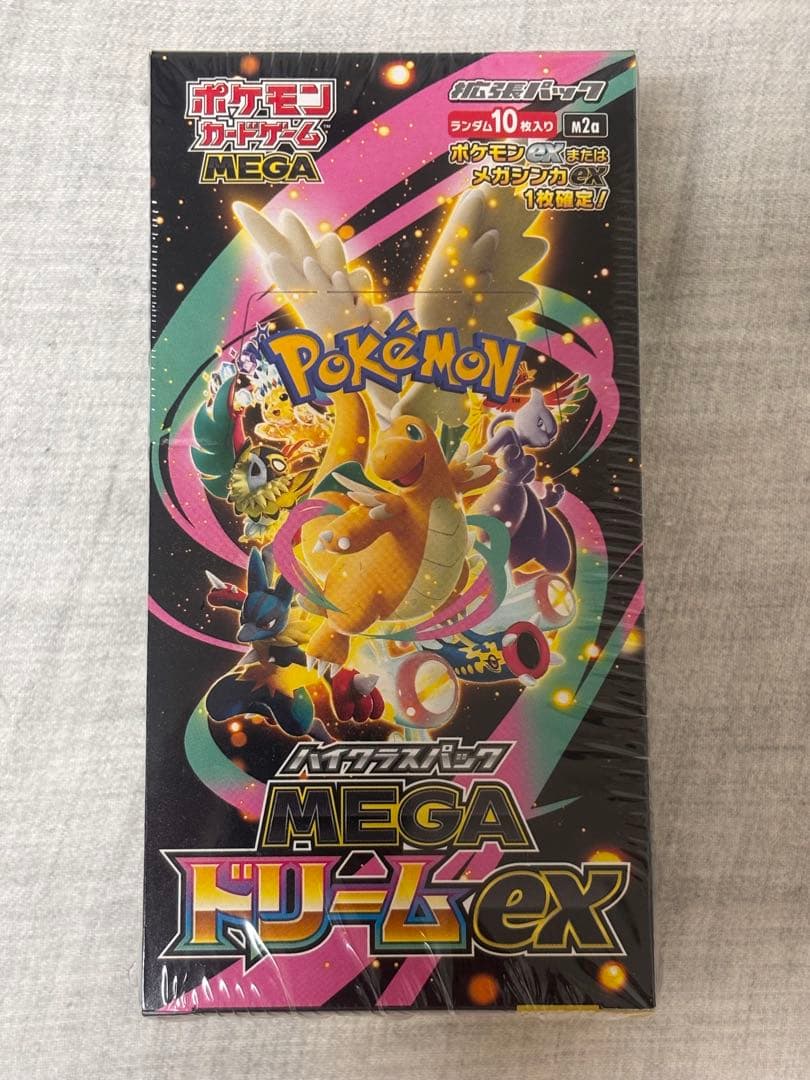 ポケモン
カードゲーム™
MEGA
拡張パック
ランダム10枚入り
M2a
ポケモンexまたは
メガシンカex
1枚確定!
POKÉMON™
ハイクラスパック
MEGA
ドリームex